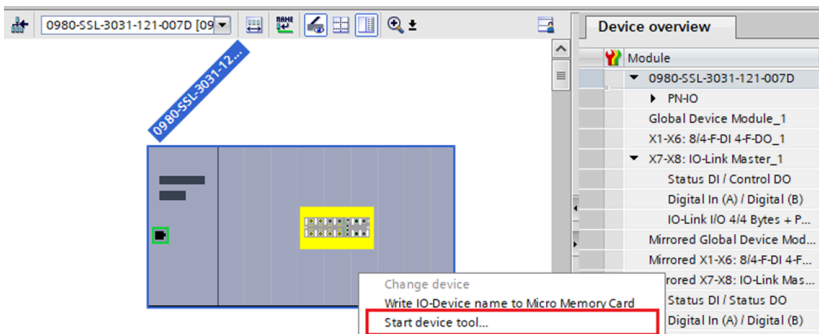 0980-SSL-3031-121-007D [09
Device overview
Module
0980-SSL-3031-121-007D
PN-IO
Global Device Module_1
X1-X6: 8/4-F-DI 4-F-DO_1
X7-X8: IO-Link Master_1
Status DI / Control DO
Digital In (A) / Digital (B)
IO-Link I/O 4/4 Bytes + P...
Mirrored Global Device Mod...
Mirrored X1-X6: 8/4-F-DI 4-F...
rored X7-X8: IO-Link Mas...
Status DI / Status DO
Digital In (A) / Digital (B)
0980-SSL-3031-12...
Change device
Write IO-Device name to Micro Memory Card
Start device tool...